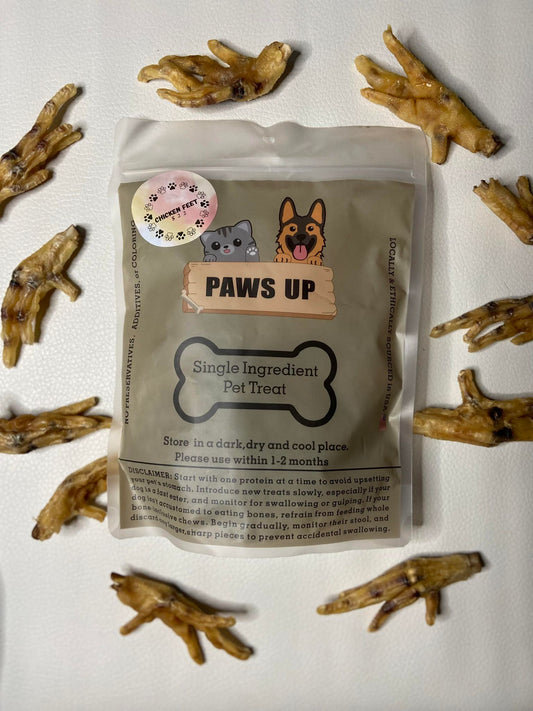 CHICKEN FEET
PAWS UP
NO PRESERVATIVES, ADDITIVES, or COLORING
LOCALLY & ETHICALLY SOURCED in USA
Single Ingredient
Pet Treat
Store in a dark,dry and cool place.
Please use within 1-2 months
DISCLAIMER: Start with one protein at a time to avoid upsetting
your pet's stomach. Introduce new treats slowly, especially if your
dog is a fast eater, and monitor for swallowing or gulping. If your
dog isn't accustomed to eating bones, refrain from feeding whole
bone-inclusive chews. Begin gradually, monitor their stool, and
discard any larger,sharp pieces to prevent accidental swallowing.